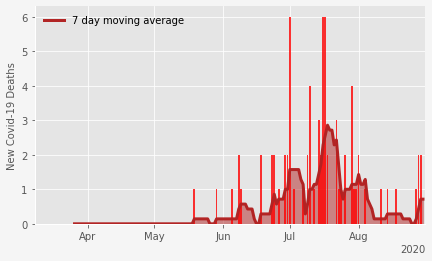 7 day moving average
New Covid-19 Deaths
6
5
4
3
2
1
0
Apr
May
Jun
Jul
Aug
2020